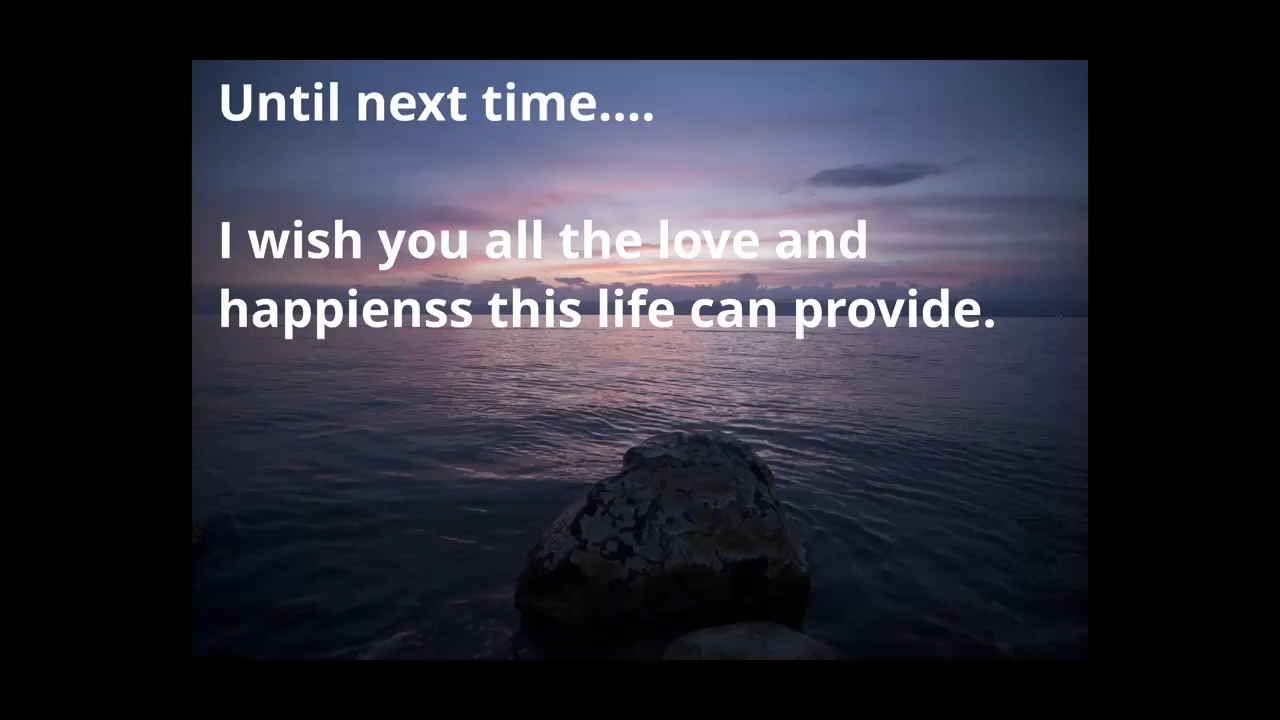 Until next time....
I wish you all the love and
happienss this life can provide.